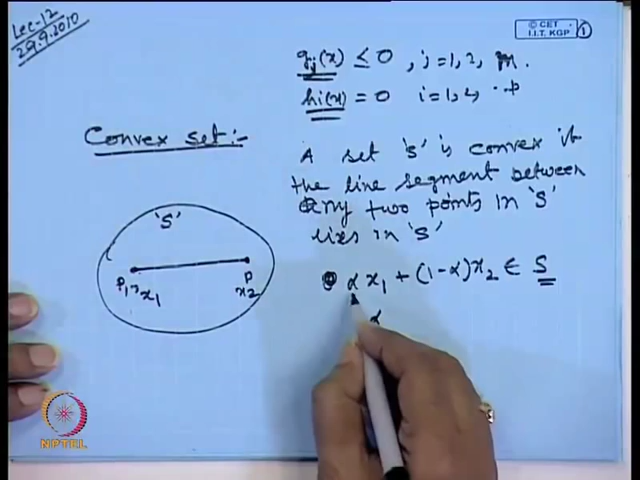 Lec-12
29.9.2010
© CET
I.I.T. KGP
1
gj(x) ≤ 0 , j = 1, 2, m.
hi(x) = 0 i = 1, 2, .. p
Convex set:-
A set 'S' is convex if
the line segment between
any two points in 'S'
lies in 'S'
α x1 + (1-α)x2 ∈ S
α
'S'
P1, x1
P
x2
NPTEL